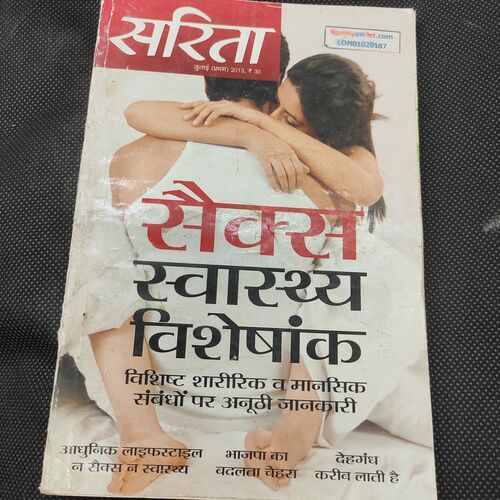 सरिता
जुलाई (प्रथम) 2013, ₹ 30
LON01020187
सैक्स
स्वास्थ्य
विशेषांक
विशिष्ट शारीरिक व मानसिक
संबंधों पर अनूठी जानकारी
आधुनिक लाइफस्टाइल
न सैक्स न स्वास्थ्य
भाजपा का
बदलता चेहरा
देहगंध
करीब लाती है